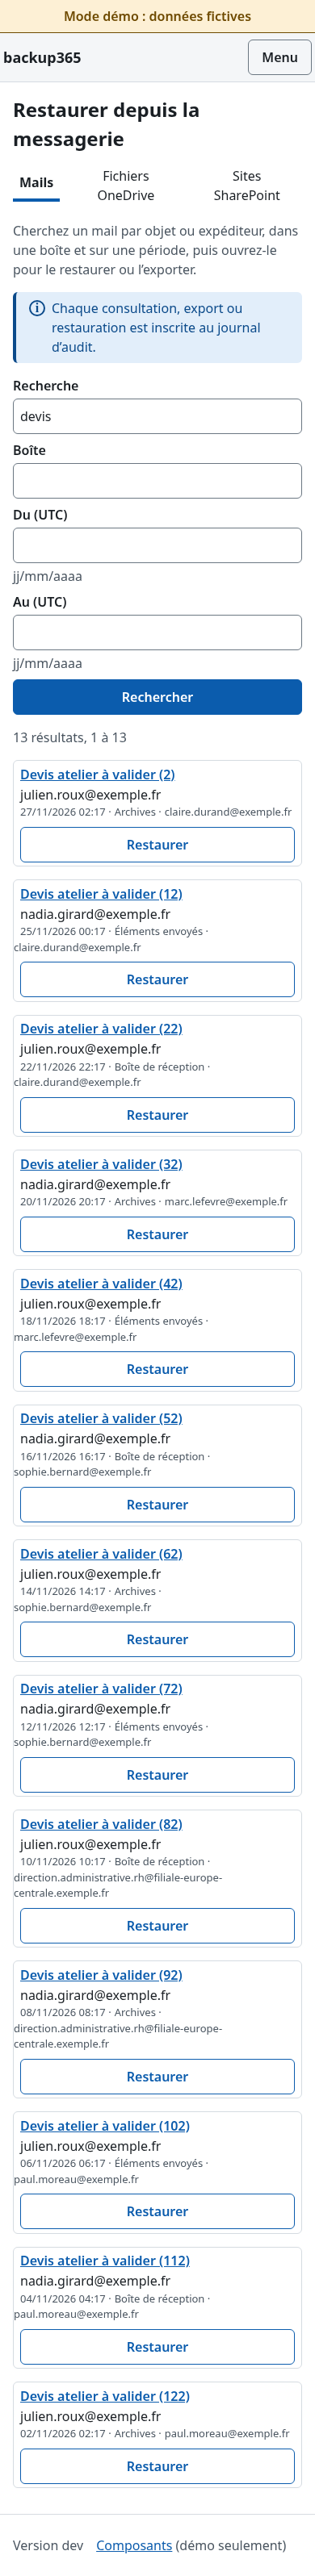 Mode démo : données fictives
backup365
Menu
Restaurer depuis la
messagerie
Mails
Fichiers
OneDrive
Sites
SharePoint
Cherchez un mail par objet ou expéditeur, dans
une boîte et sur une période, puis ouvrez-le
pour le restaurer ou l’exporter.
Chaque consultation, export ou
restauration est inscrite au journal
d’audit.
Recherche
devis
Boîte
Du (UTC)
jj/mm/aaaa
Au (UTC)
jj/mm/aaaa
Rechercher
13 résultats, 1 à 13
Devis atelier à valider (2)
julien.roux@exemple.fr
27/11/2026 02:17 · Archives · claire.durand@exemple.fr
Restaurer
Devis atelier à valider (12)
nadia.girard@exemple.fr
25/11/2026 00:17 · Éléments envoyés ·
claire.durand@exemple.fr
Restaurer
Devis atelier à valider (22)
julien.roux@exemple.fr
22/11/2026 22:17 · Boîte de réception ·
claire.durand@exemple.fr
Restaurer
Devis atelier à valider (32)
nadia.girard@exemple.fr
20/11/2026 20:17 · Archives · marc.lefevre@exemple.fr
Restaurer
Devis atelier à valider (42)
julien.roux@exemple.fr
18/11/2026 18:17 · Éléments envoyés ·
marc.lefevre@exemple.fr
Restaurer
Devis atelier à valider (52)
nadia.girard@exemple.fr
16/11/2026 16:17 · Boîte de réception ·
sophie.bernard@exemple.fr
Restaurer
Devis atelier à valider (62)
julien.roux@exemple.fr
14/11/2026 14:17 · Archives ·
sophie.bernard@exemple.fr
Restaurer
Devis atelier à valider (72)
nadia.girard@exemple.fr
12/11/2026 12:17 · Éléments envoyés ·
sophie.bernard@exemple.fr
Restaurer
Devis atelier à valider (82)
julien.roux@exemple.fr
10/11/2026 10:17 · Boîte de réception ·
direction.administrative.rh@filiale-europe-
centrale.exemple.fr
Restaurer
Devis atelier à valider (92)
nadia.girard@exemple.fr
08/11/2026 08:17 · Archives ·
direction.administrative.rh@filiale-europe-
centrale.exemple.fr
Restaurer
Devis atelier à valider (102)
julien.roux@exemple.fr
06/11/2026 06:17 · Éléments envoyés ·
paul.moreau@exemple.fr
Restaurer
Devis atelier à valider (112)
nadia.girard@exemple.fr
04/11/2026 04:17 · Boîte de réception ·
paul.moreau@exemple.fr
Restaurer
Devis atelier à valider (122)
julien.roux@exemple.fr
02/11/2026 02:17 · Archives · paul.moreau@exemple.fr
Restaurer
Version dev Composants (démo seulement)